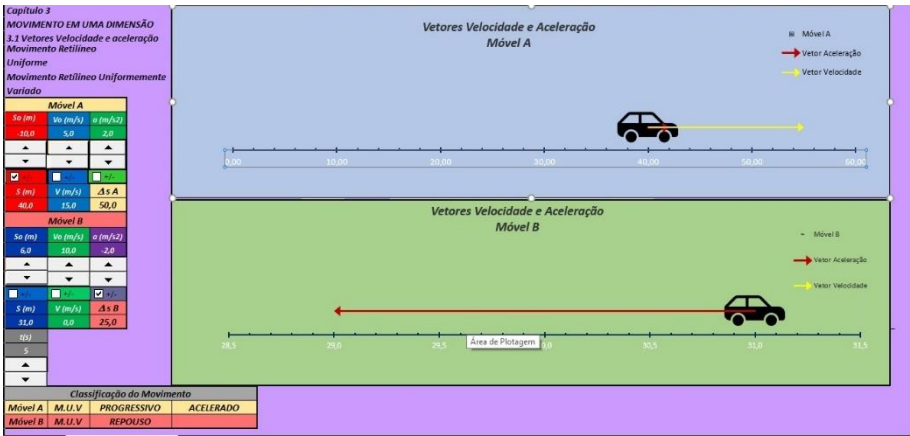 Capítulo 3
MOVIMENTO EM UMA DIMENSÃO
3.1 Vetores Velocidade e aceleração
Movimento Retilíneo
Uniforme
Movimento Retilíneo Uniformemente
Variado
Móvel A
So (m) Vo (m/s) a (m/s2)
-10,0 5,0 2,0
+/- +/- +/-
S (m) V (m/s) Δs A
40,0 15,0 50,0
Móvel B
So (m) Vo (m/s) a (m/s2)
6,0 10,0 -2,0
+/- +/- +/-
S (m) V (m/s) Δs B
31,0 0,0 25,0
t(s)
5
Vetores Velocidade e Aceleração
Móvel A
Móvel A
Vetor Aceleração
Vetor Velocidade
0,00 10,00 20,00 30,00 40,00 50,00 60,00
Vetores Velocidade e Aceleração
Móvel B
Móvel B
Vetor Aceleração
Vetor Velocidade
28,5 29,0 29,5 30,5 31,0 31,5
Área de Plotagem
Classificação do Movimento
Móvel A M.U.V PROGRESSIVO ACELERADO
Móvel B M.U.V REPOUSO